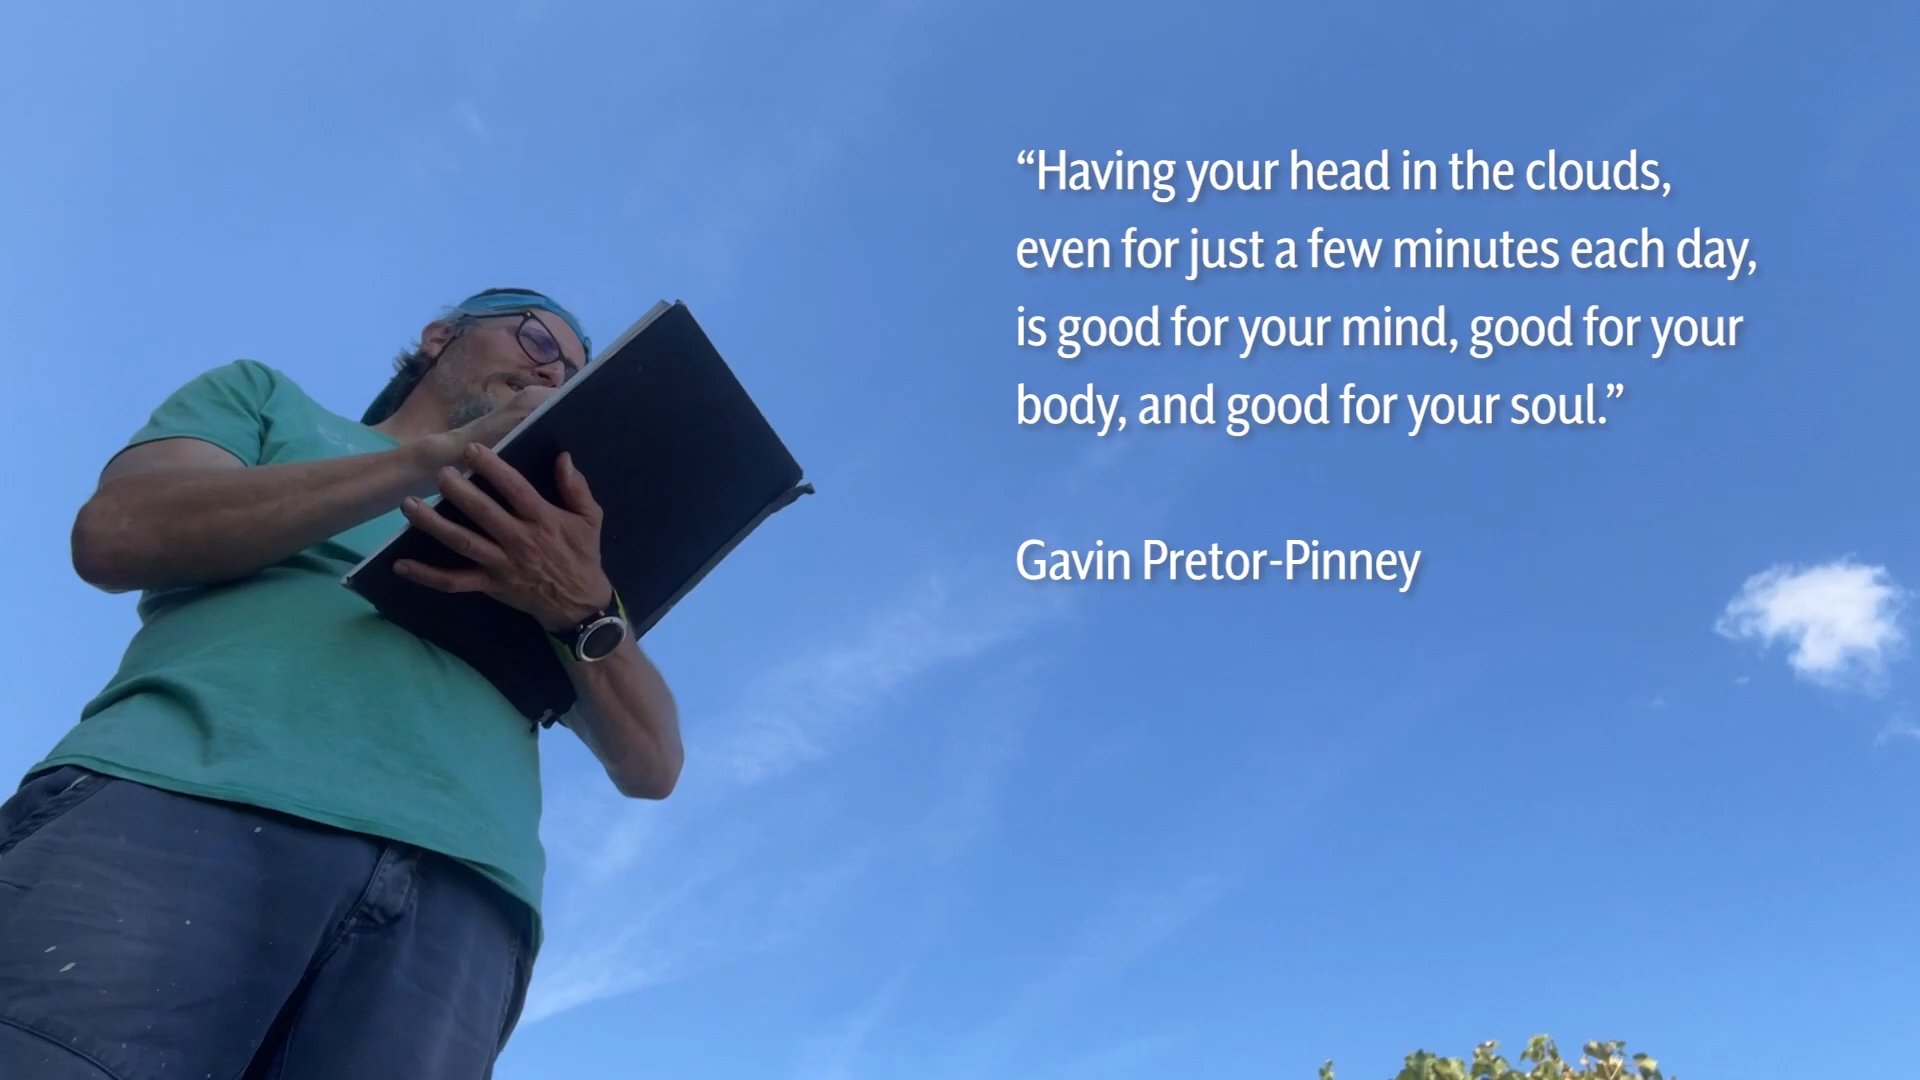 “Having your head in the clouds,
even for just a few minutes each day,
is good for your mind, good for your
body, and good for your soul.”
Gavin Pretor-Pinney